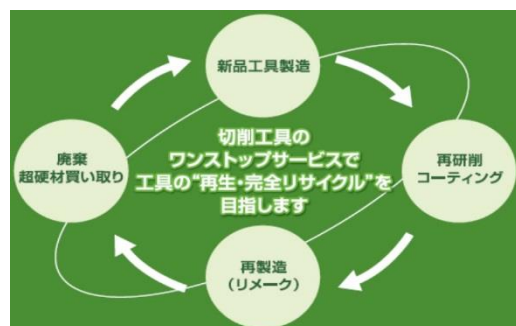 新品工具製造
切削工具の
ワンストップサービスで
工具の“再生・完全リサイクル”を
目指します
廃棄
超硬材買い取り
再研削
コーティング
再製造
(リメーク)